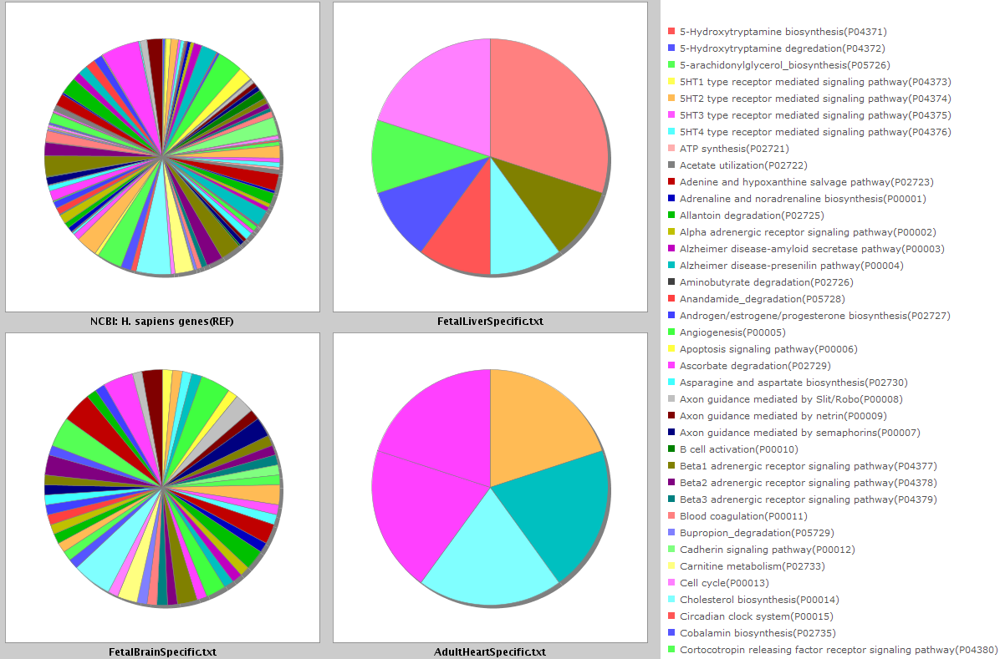 NCBI: H. sapiens genes(REF)
FetalLiverSpecific.txt
FetalBrainSpecific.txt
AdultHeartSpecific.txt
5-Hydroxytryptamine biosynthesis(P04371)
5-Hydroxytryptamine degredation(P04372)
5-arachidonylglycerol_biosynthesis(P05726)
5HT1 type receptor mediated signaling pathway(P04373)
5HT2 type receptor mediated signaling pathway(P04374)
5HT3 type receptor mediated signaling pathway(P04375)
5HT4 type receptor mediated signaling pathway(P04376)
ATP synthesis(P02721)
Acetate utilization(P02722)
Adenine and hypoxanthine salvage pathway(P02723)
Adrenaline and noradrenaline biosynthesis(P00001)
Allantoin degradation(P02725)
Alpha adrenergic receptor signaling pathway(P00002)
Alzheimer disease-amyloid secretase pathway(P00003)
Alzheimer disease-presenilin pathway(P00004)
Aminobutyrate degradation(P02726)
Anandamide_degradation(P05728)
Androgen/estrogene/progesterone biosynthesis(P02727)
Angiogenesis(P00005)
Apoptosis signaling pathway(P00006)
Ascorbate degradation(P02729)
Asparagine and aspartate biosynthesis(P02730)
Axon guidance mediated by Slit/Robo(P00008)
Axon guidance mediated by netrin(P00009)
Axon guidance mediated by semaphorins(P00007)
B cell activation(P00010)
Beta1 adrenergic receptor signaling pathway(P04377)
Beta2 adrenergic receptor signaling pathway(P04378)
Beta3 adrenergic receptor signaling pathway(P04379)
Blood coagulation(P00011)
Bupropion_degradation(P05729)
Cadherin signaling pathway(P00012)
Carnitine metabolism(P02733)
Cell cycle(P00013)
Cholesterol biosynthesis(P00014)
Circadian clock system(P00015)
Cobalamin biosynthesis(P02735)
Cortocotropin releasing factor receptor signaling pathway(P04380)